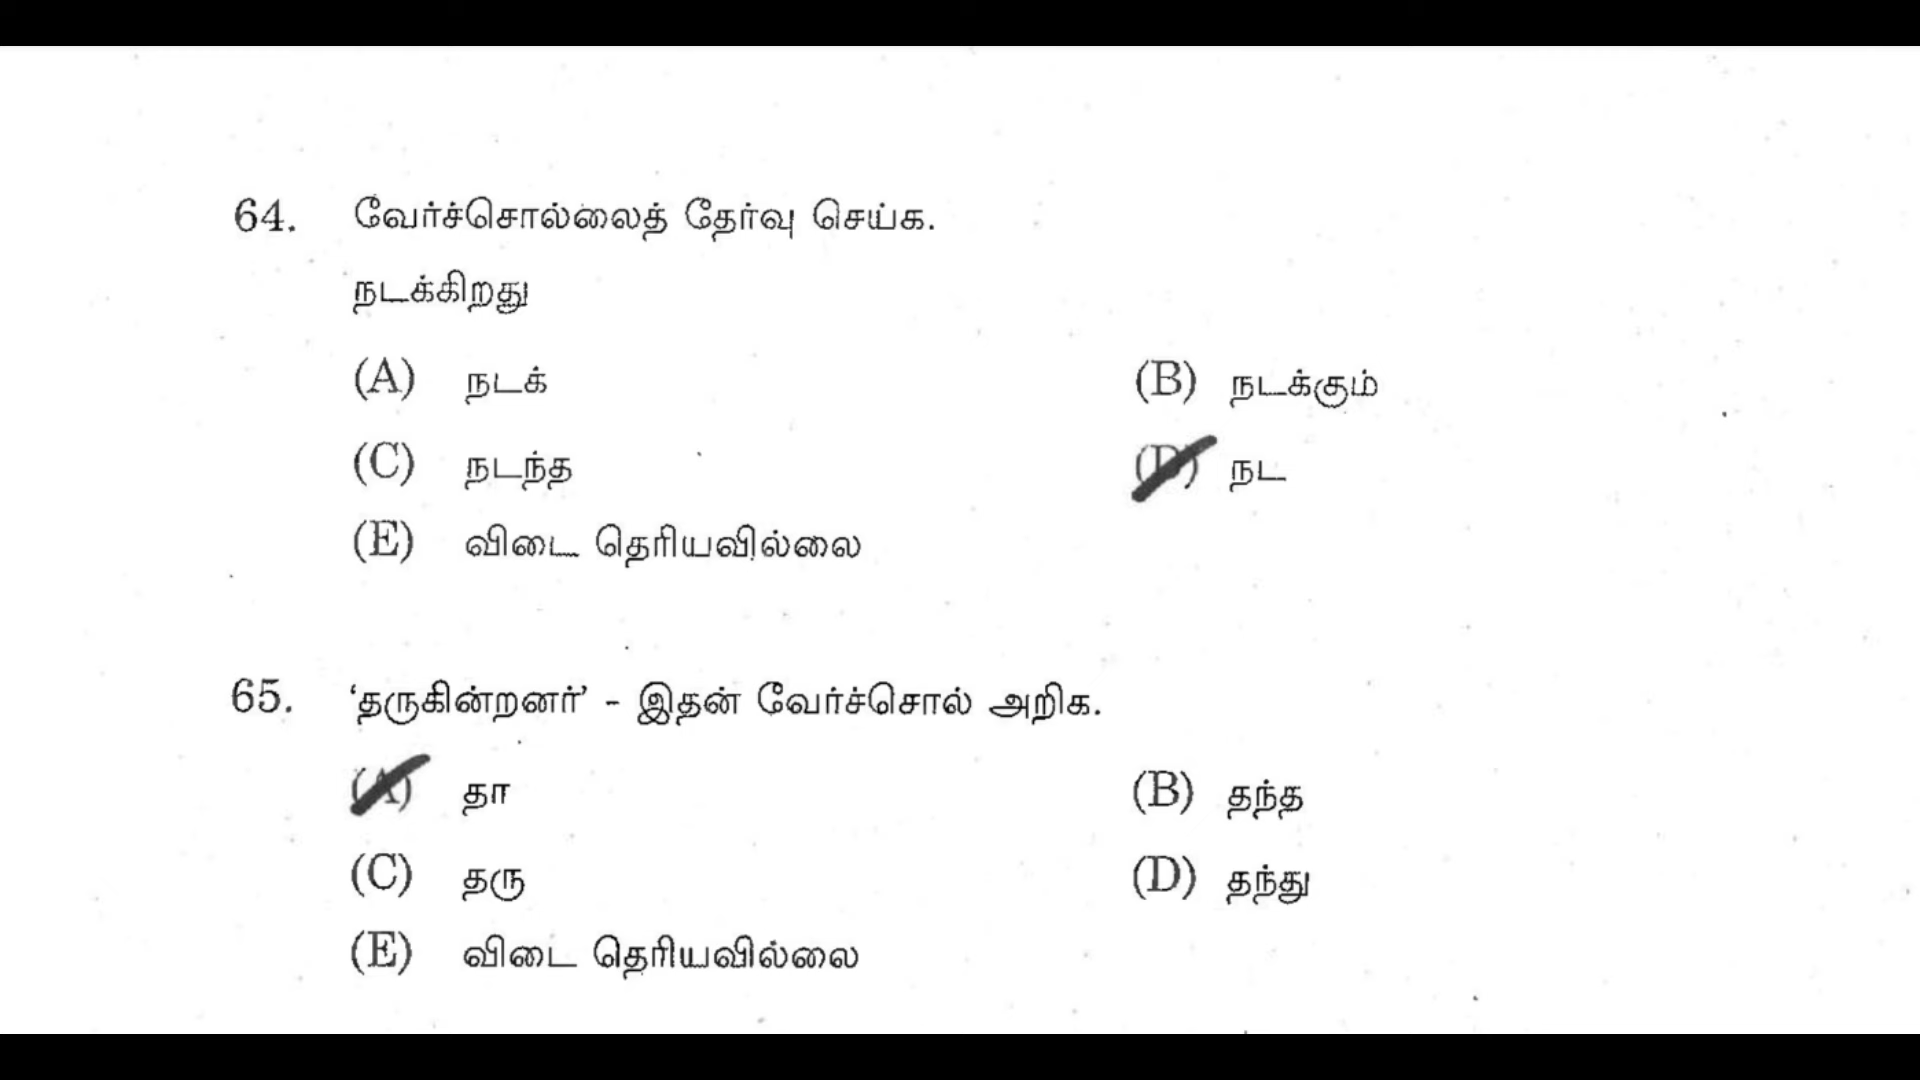 64. வேர்ச்சொல்லைத் தேர்வு செய்க.
நடக்கிறது
(A) நடக் (B) நடக்கும்
(C) நடந்த (D) நட
(E) விடை தெரியவில்லை
65. ‘தருகின்றனர்’ - இதன் வேர்ச்சொல் அறிக.
(A) தா (B) தந்த
(C) தரு (D) தந்து
(E) விடை தெரியவில்லை